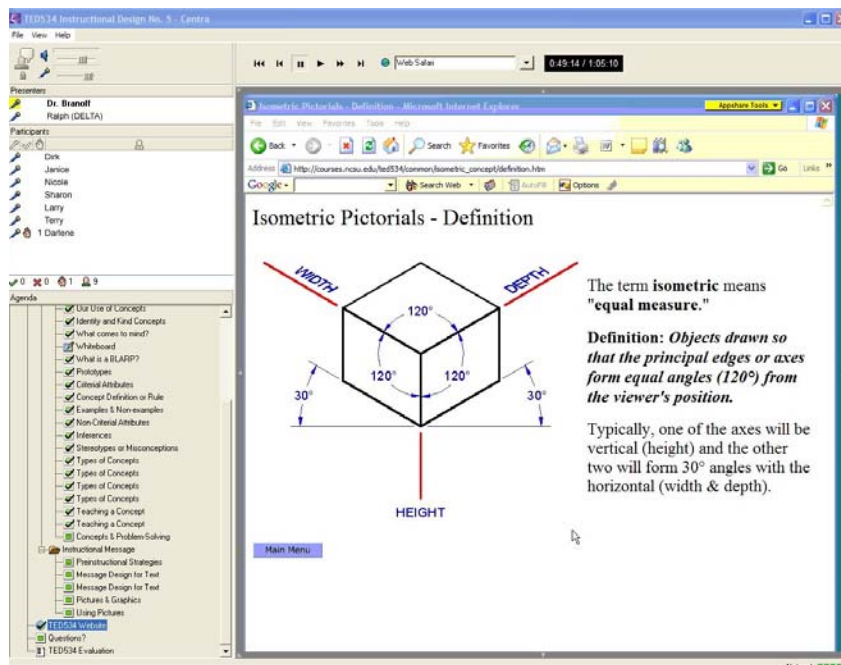 TED534 Instructional Design No. 5 - Centra
File View Help
Web Safari
0:49:14 / 1:05:10
Presenters
Dr. Branoff
Ralph (DELTA)
Participants
Dirk
Janice
Nicole
Sharon
Larry
Terry
1 Darlene
0 0 1 9
Agenda
Our Use of Concepts
Identity and Kind Concepts
What comes to mind?
Whiteboard
What is a BLARP?
Prototypes
Criterial Attributes
Concept Definition or Rule
Examples & Non-examples
Non-Criterial Attributes
Inferences
Stereotypes or Misconceptions
Types of Concepts
Types of Concepts
Types of Concepts
Types of Concepts
Teaching a Concept
Teaching a Concept
Concepts & Problem-Solving
Instructional Message
Preinstructional Strategies
Message Design for Text
Message Design for Text
Pictures & Graphics
Using Pictures
TED534 Website
Questions?
TED534 Evaluation
Isometric Pictorials - Definition - Microsoft Internet Explorer
Appshare Tools
File Edit View Favorites Tools Help
Back Search Favorites
Address http://courses.ncsu.edu/ted534/common/isometric_concept/definition.htm Go Links
Google Search Web AutoFill Options
Isometric Pictorials - Definition
WIDTH DEPTH
120°
120° 120°
30° 30°
HEIGHT
The term isometric means
"equal measure."
Definition: Objects drawn so
that the principal edges or axes
form equal angles (120°) from
the viewer's position.
Typically, one of the axes will be
vertical (height) and the other
two will form 30° angles with the
horizontal (width & depth).
Main Menu